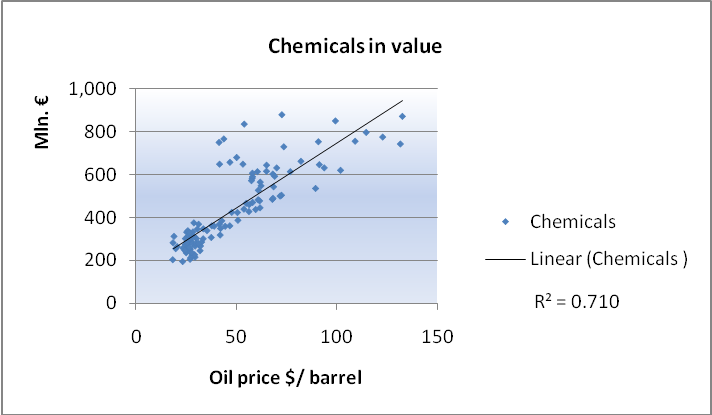 Chemicals in value
Mln. €
1,000
800
600
400
200
0
0 50 100 150
Oil price $/ barrel
Chemicals
Linear (Chemicals )
R² = 0.710